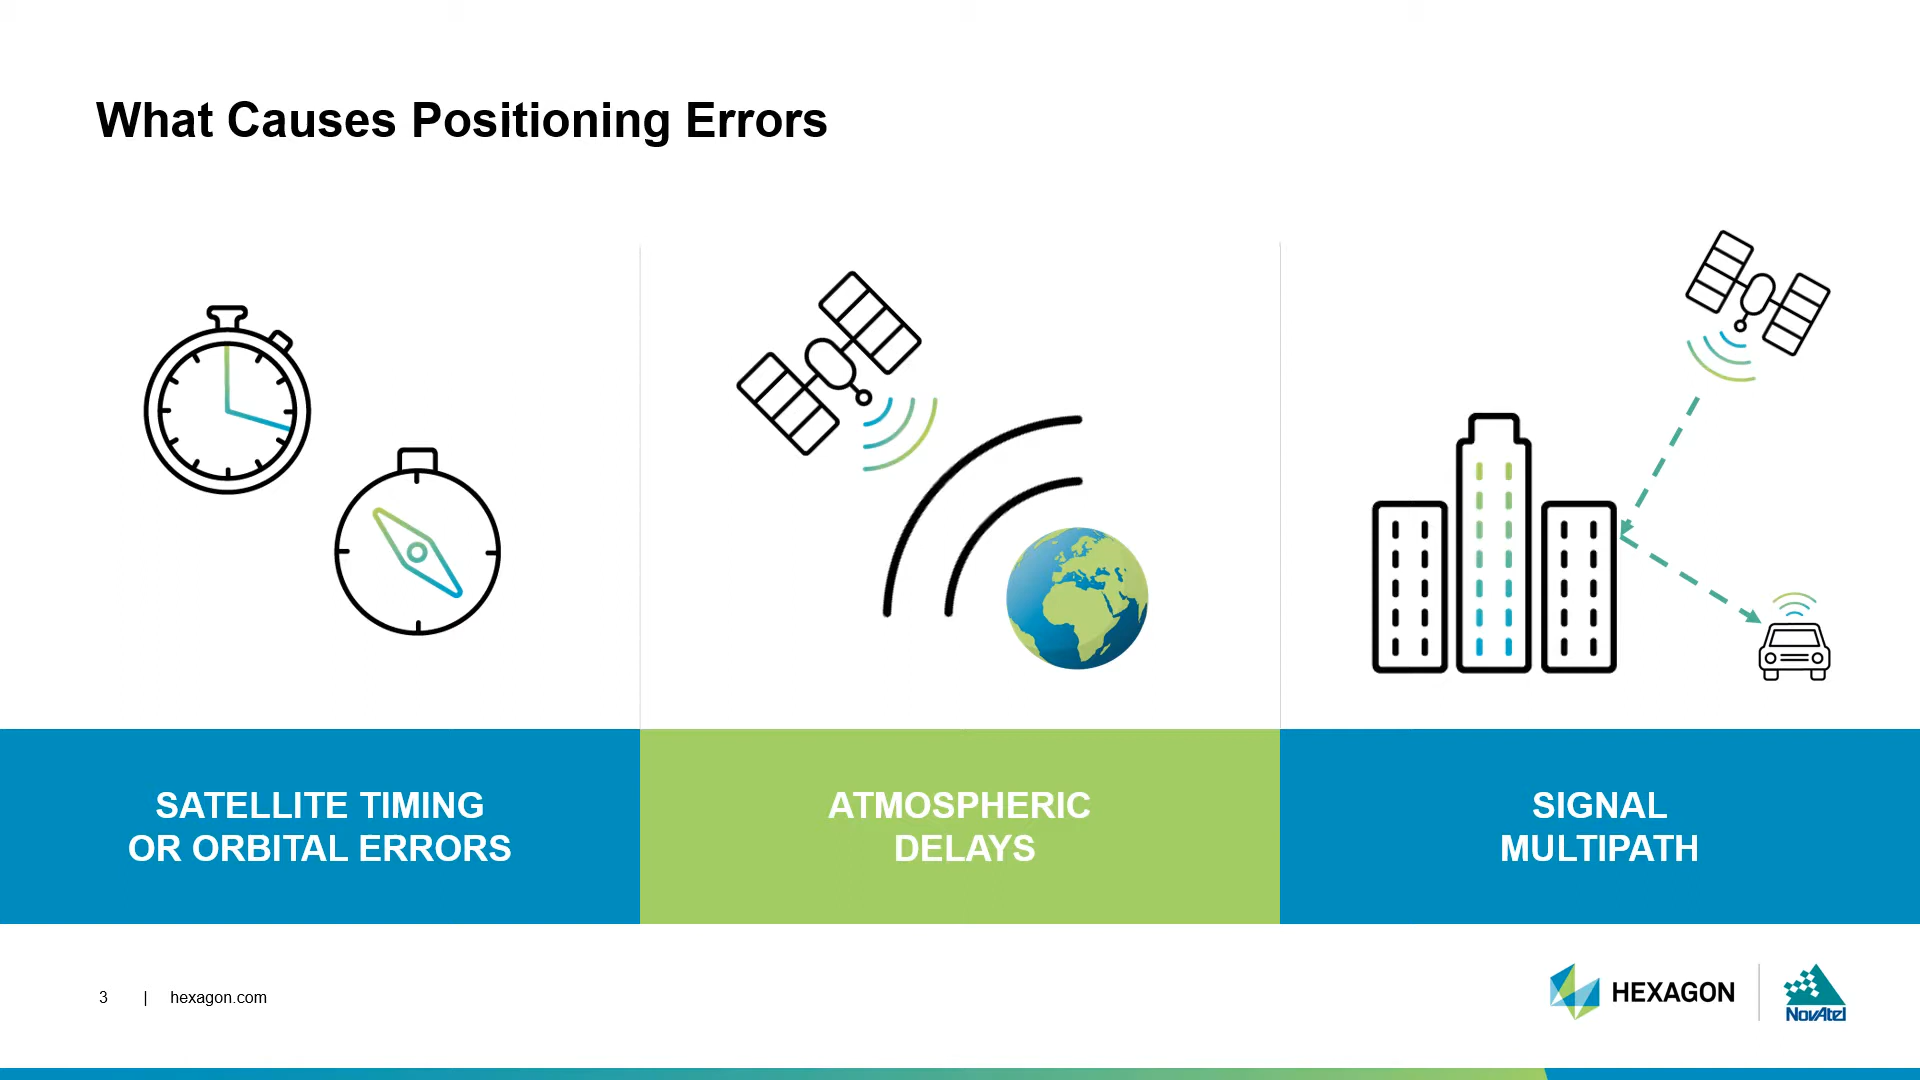 What Causes Positioning Errors
SATELLITE TIMING
OR ORBITAL ERRORS
ATMOSPHERIC
DELAYS
SIGNAL
MULTIPATH
3 | hexagon.com
HEXAGON
NovAtel